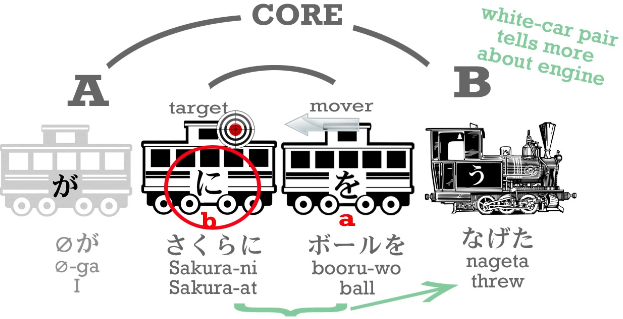 CORE
white-car pair
tells more
about engine
A
B
target
mover
が
に
を
う
b
a
∅が
さくらに
ボールを
なげた
∅-ga
Sakura-ni
booru-wo
nageta
I
Sakura-at
ball
threw